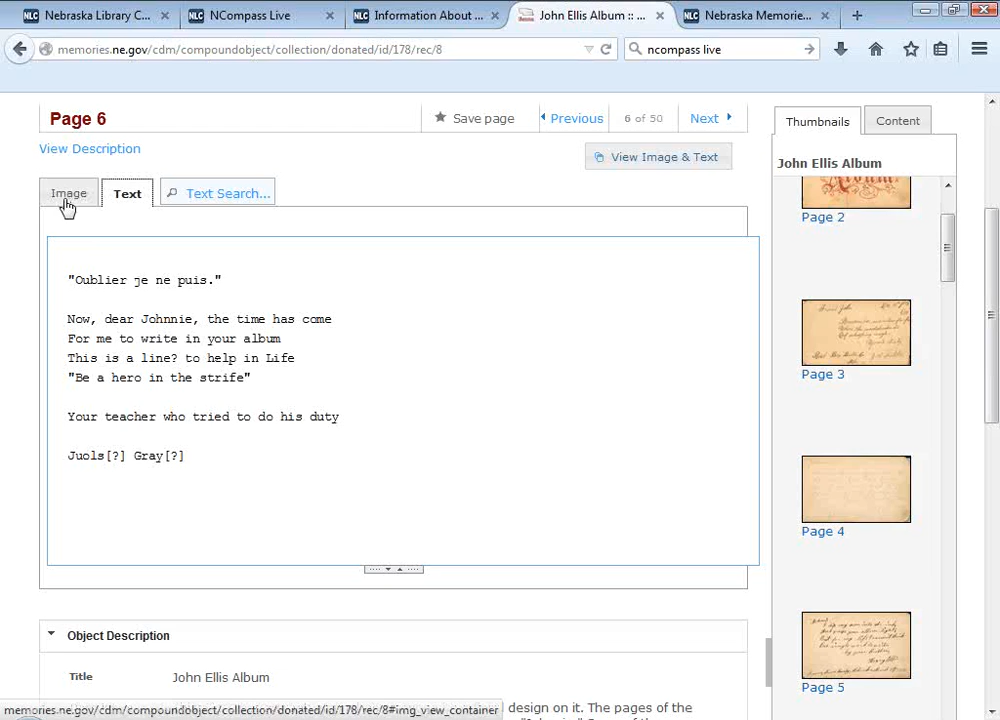 Nebraska Library C...
NCompass Live
Information About ...
John Ellis Album :: ...
Nebraska Memorie...
memories.ne.gov/cdm/compoundobject/collection/donated/id/178/rec/8
ncompass live
Page 6
Save page
Previous
6 of 50
Next
View Description
View Image & Text
Image
Text
Text Search...
"Oublier je ne puis."
Now, dear Johnnie, the time has come
For me to write in your album
This is a line? to help in Life
"Be a hero in the strife"
Your teacher who tried to do his duty
Juols[?] Gray[?]
Object Description
Title
John Ellis Album
design on it. The pages of the
memories.ne.gov/cdm/compoundobject/collection/donated/id/178/rec/8#img_view_container
Thumbnails
Content
John Ellis Album
Album
Page 2
Page 3
Page 4
Page 5